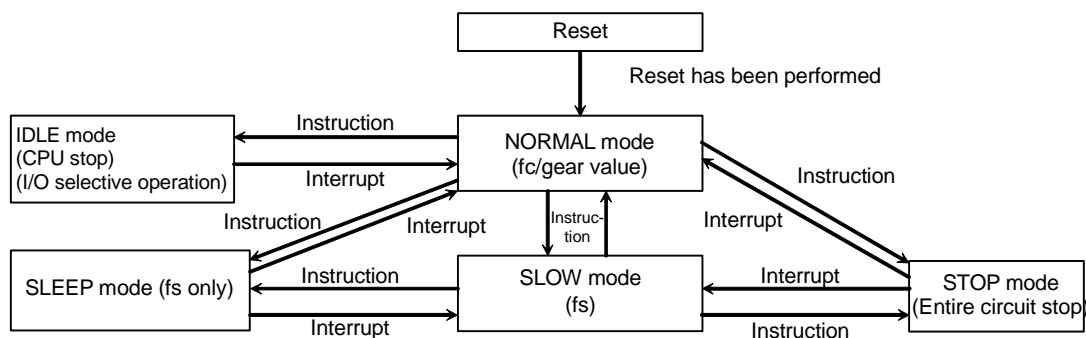 Reset
Reset has been performed
IDLE mode
(CPU stop)
(I/O selective operation)
Instruction
Interrupt
NORMAL mode
(fc/gear value)
Instruction
Interrupt
Instruction
Interrupt
Instruc-
tion
SLEEP mode (fs only)
Instruction
Interrupt
SLOW mode
(fs)
Interrupt
Instruction
STOP mode
(Entire circuit stop)